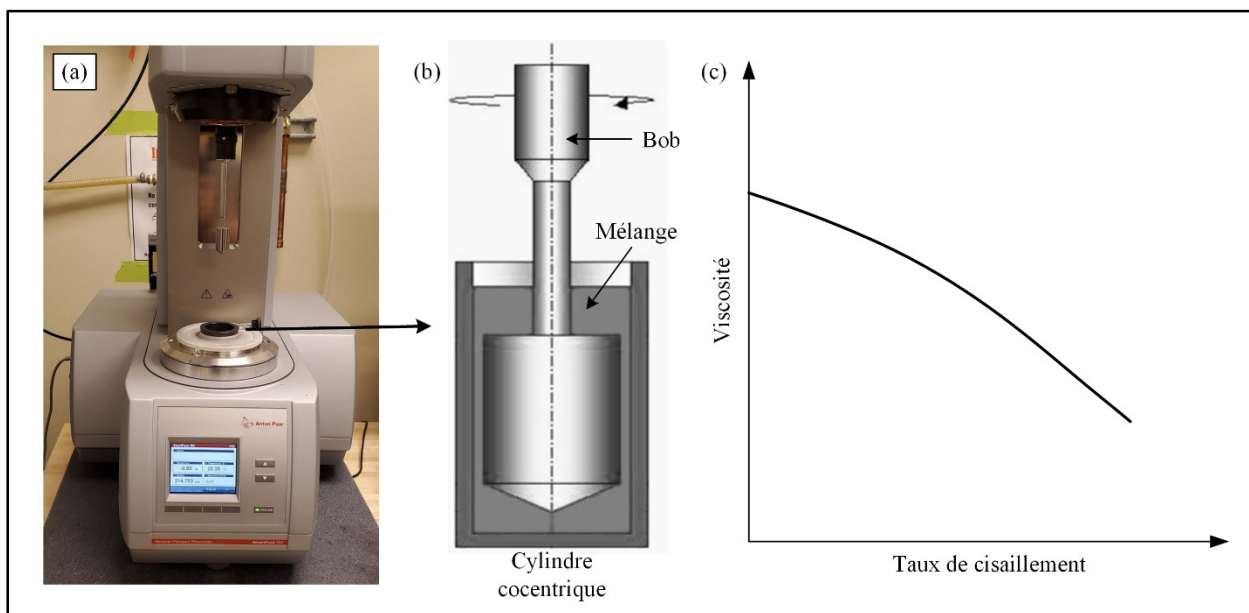 (a)
Anton Paar
(b)
Bob
Mélange
Cylindre
cocentrique
(c)
Viscosité
Taux de cisaillement